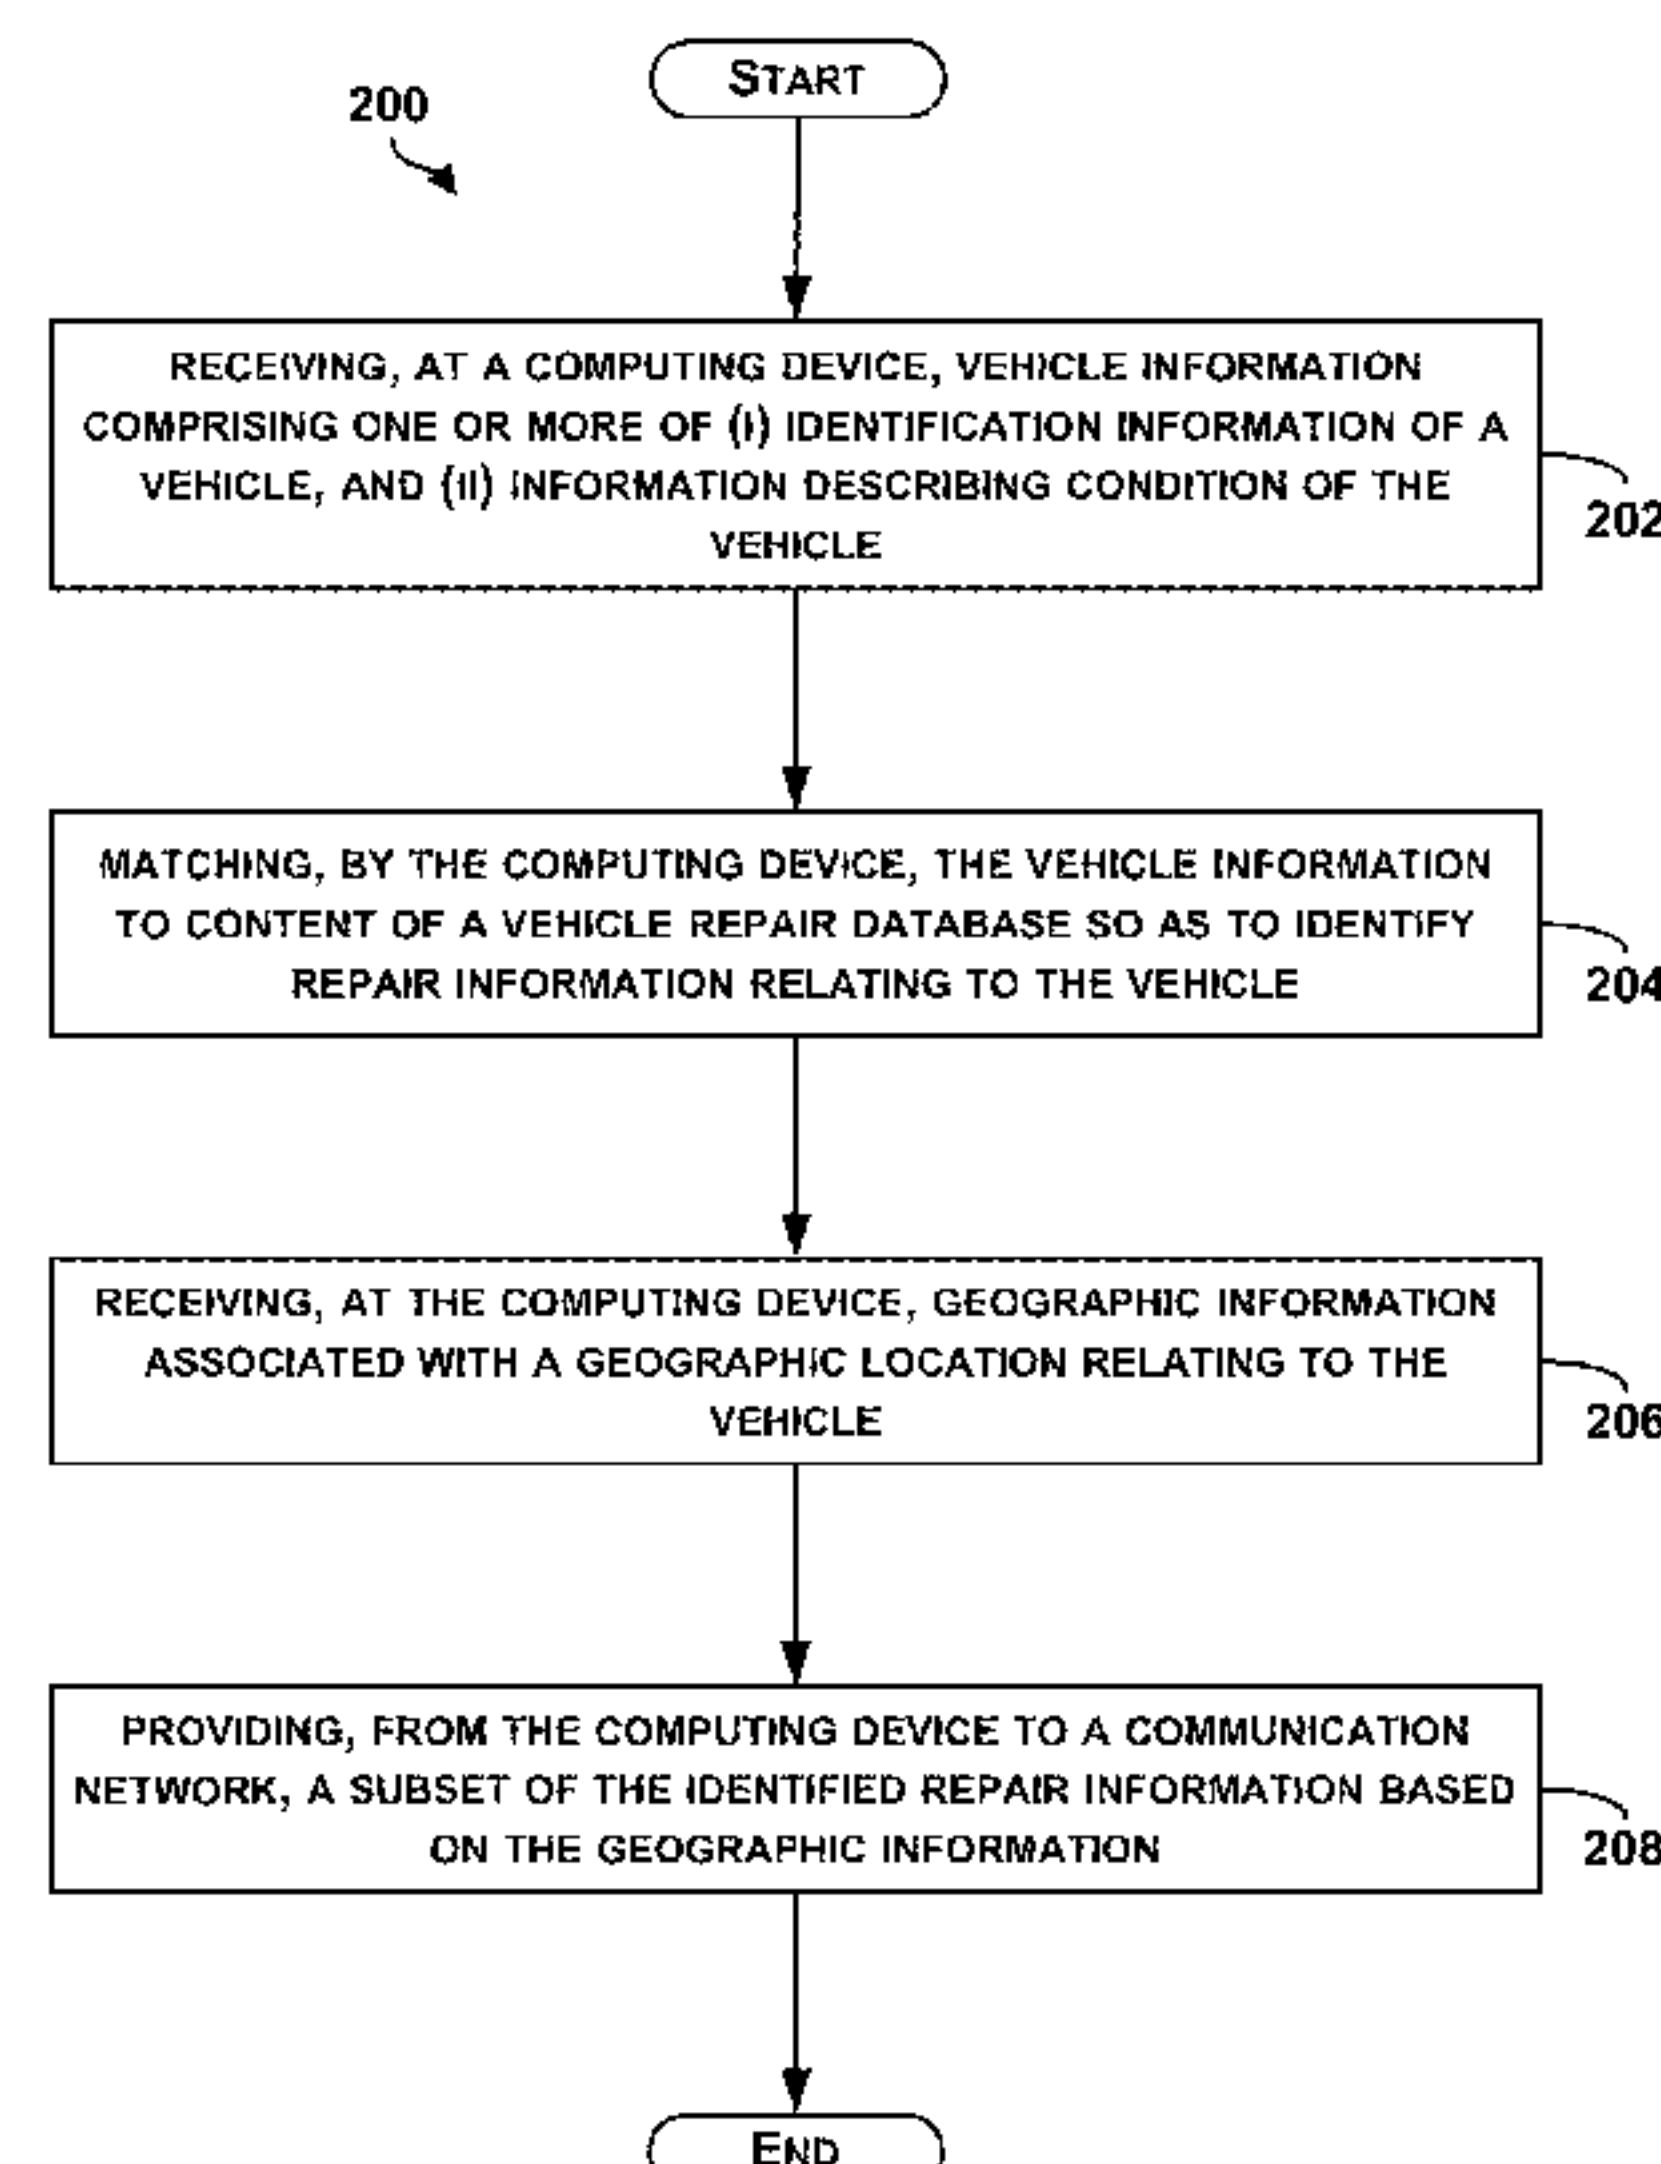 START
200
RECEIVING, AT A COMPUTING DEVICE, VEHICLE INFORMATION
COMPRISING ONE OR MORE OF (I) IDENTIFICATION INFORMATION OF A
VEHICLE, AND (II) INFORMATION DESCRIBING CONDITION OF THE
VEHICLE
202
MATCHING, BY THE COMPUTING DEVICE, THE VEHICLE INFORMATION
TO CONTENT OF A VEHICLE REPAIR DATABASE SO AS TO IDENTIFY
REPAIR INFORMATION RELATING TO THE VEHICLE
204
RECEIVING, AT THE COMPUTING DEVICE, GEOGRAPHIC INFORMATION
ASSOCIATED WITH A GEOGRAPHIC LOCATION RELATING TO THE
VEHICLE
206
PROVIDING, FROM THE COMPUTING DEVICE TO A COMMUNICATION
NETWORK, A SUBSET OF THE IDENTIFIED REPAIR INFORMATION BASED
ON THE GEOGRAPHIC INFORMATION
208
END